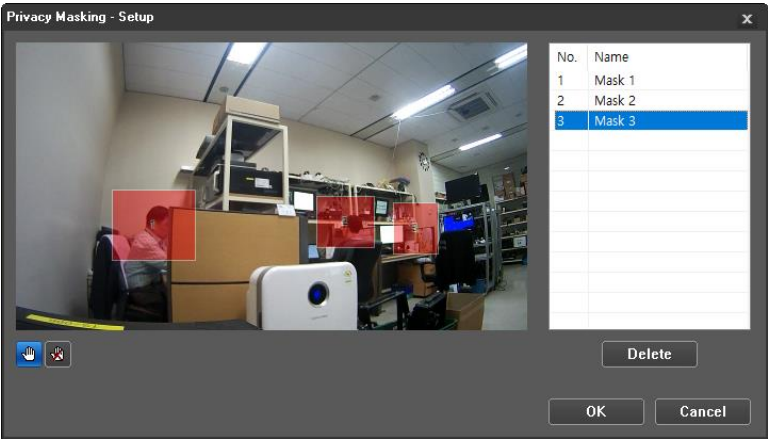 Privacy Masking - Setup
x
No. Name
1 Mask 1
2 Mask 2
3 Mask 3
Delete
OK Cancel